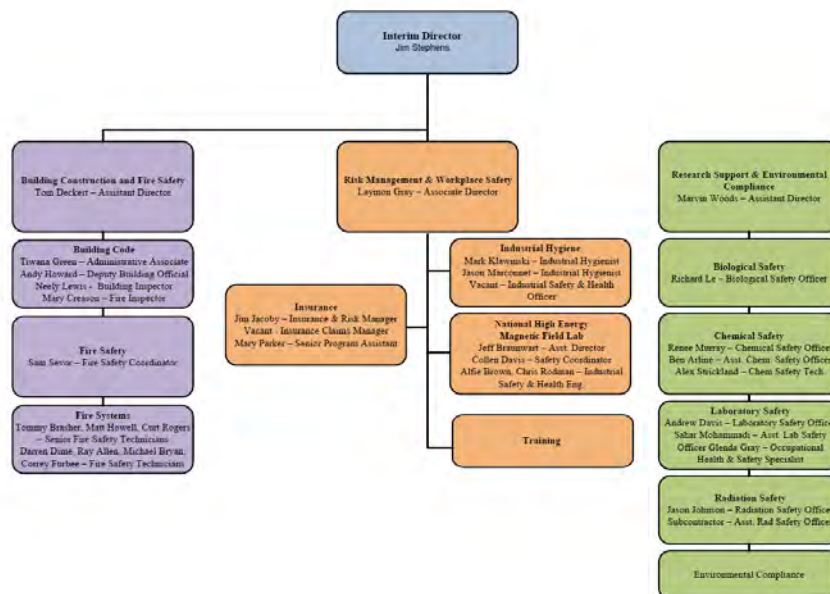 Interim Director
Jim Stephens
Building Construction and Fire Safety
Tom Deckert – Assistant Director
Risk Management & Workplace Safety
Laymon Gray – Associate Director
Research Support & Environmental
Compliance
Marvin Woods – Assistant Director
Building Code
Tiwana Green – Administrative Associate
Andy Howard – Deputy Building Official
Neely Lewis - Building Inspector
Mary Creason – Fire Inspector
Fire Safety
Sam Sevor – Fire Safety Coordinator
Fire Systems
Tommy Brasher, Matt Howell, Curt Rogers
– Senior Fire Safety Technicians
Darren Dime, Ray Allen, Michael Bryan,
Correy Furbee – Fire Safety Technicians
Insurance
Jim Jacoby – Insurance & Risk Manager
Vacant - Insurance Claims Manager
Mary Parker – Senior Program Assistant
Industrial Hygiene
Mark Klawinski – Industrial Hygienist
Jason Marconnet – Industrial Hygienist
Vacant – Industrial Safety & Health
Officer
National High Energy
Magnetic Field Lab
Jeff Braunwart – Asst. Director
Collen Davis – Safety Coordinator
Alfie Brown, Chris Rodman – Industrial
Safety & Health Eng.
Training
Biological Safety
Richard Le – Biological Safety Officer
Chemical Safety
Renee Murray – Chemical Safety Office
Ben Arline – Asst. Chem. Safety Officer
Alex Strickland – Chem Safety Tech.
Laboratory Safety
Andrew Davis – Laboratory Safety Office
Sahar Mohammadi – Asst. Lab Safety
Officer Glenda Gray – Occupational
Health & Safety Specialist
Radiation Safety
Jason Johnson – Radiation Safety Office
Subcontractor – Asst. Rad Safety Office
Environmental Compliance